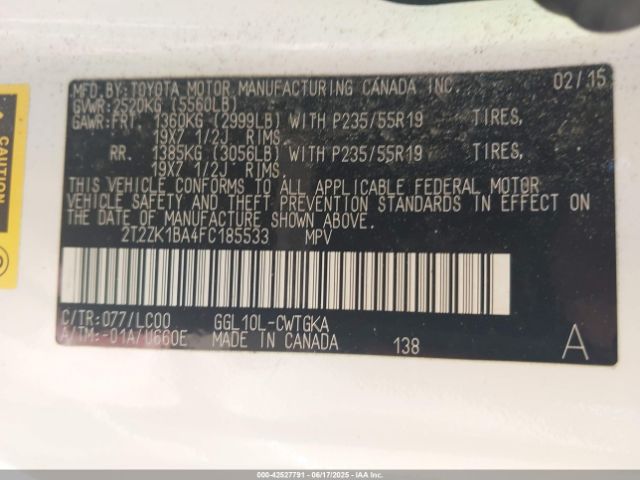 MFD.BY:TOYOTA MOTOR MANUFACTURING CANADA INC. 02/15
GVWR:2520KG (5560LB)
GAWR:FRT. 1360KG (2999LB) WITH P235/55R19 TIRES,
19X7 1/2J RIMS.
RR. 1385KG (3056LB) WITH P235/55R19 TIRES,
19X7 1/2J RIMS.
THIS VEHICLE CONFORMS TO ALL APPLICABLE FEDERAL MOTOR
VEHICLE SAFETY AND THEFT PREVENTION STANDARDS IN EFFECT ON
THE DATE OF MANUFACTURE SHOWN ABOVE.
2T2ZK1BA4FC185533 MPV
C/TR:077/LC00 GGL10L-CWTGKA
A/TM:-01A/U660E MADE IN CANADA 138 A
CAUTION
000-42527791 - 06/17/2025 - IAAI.COM